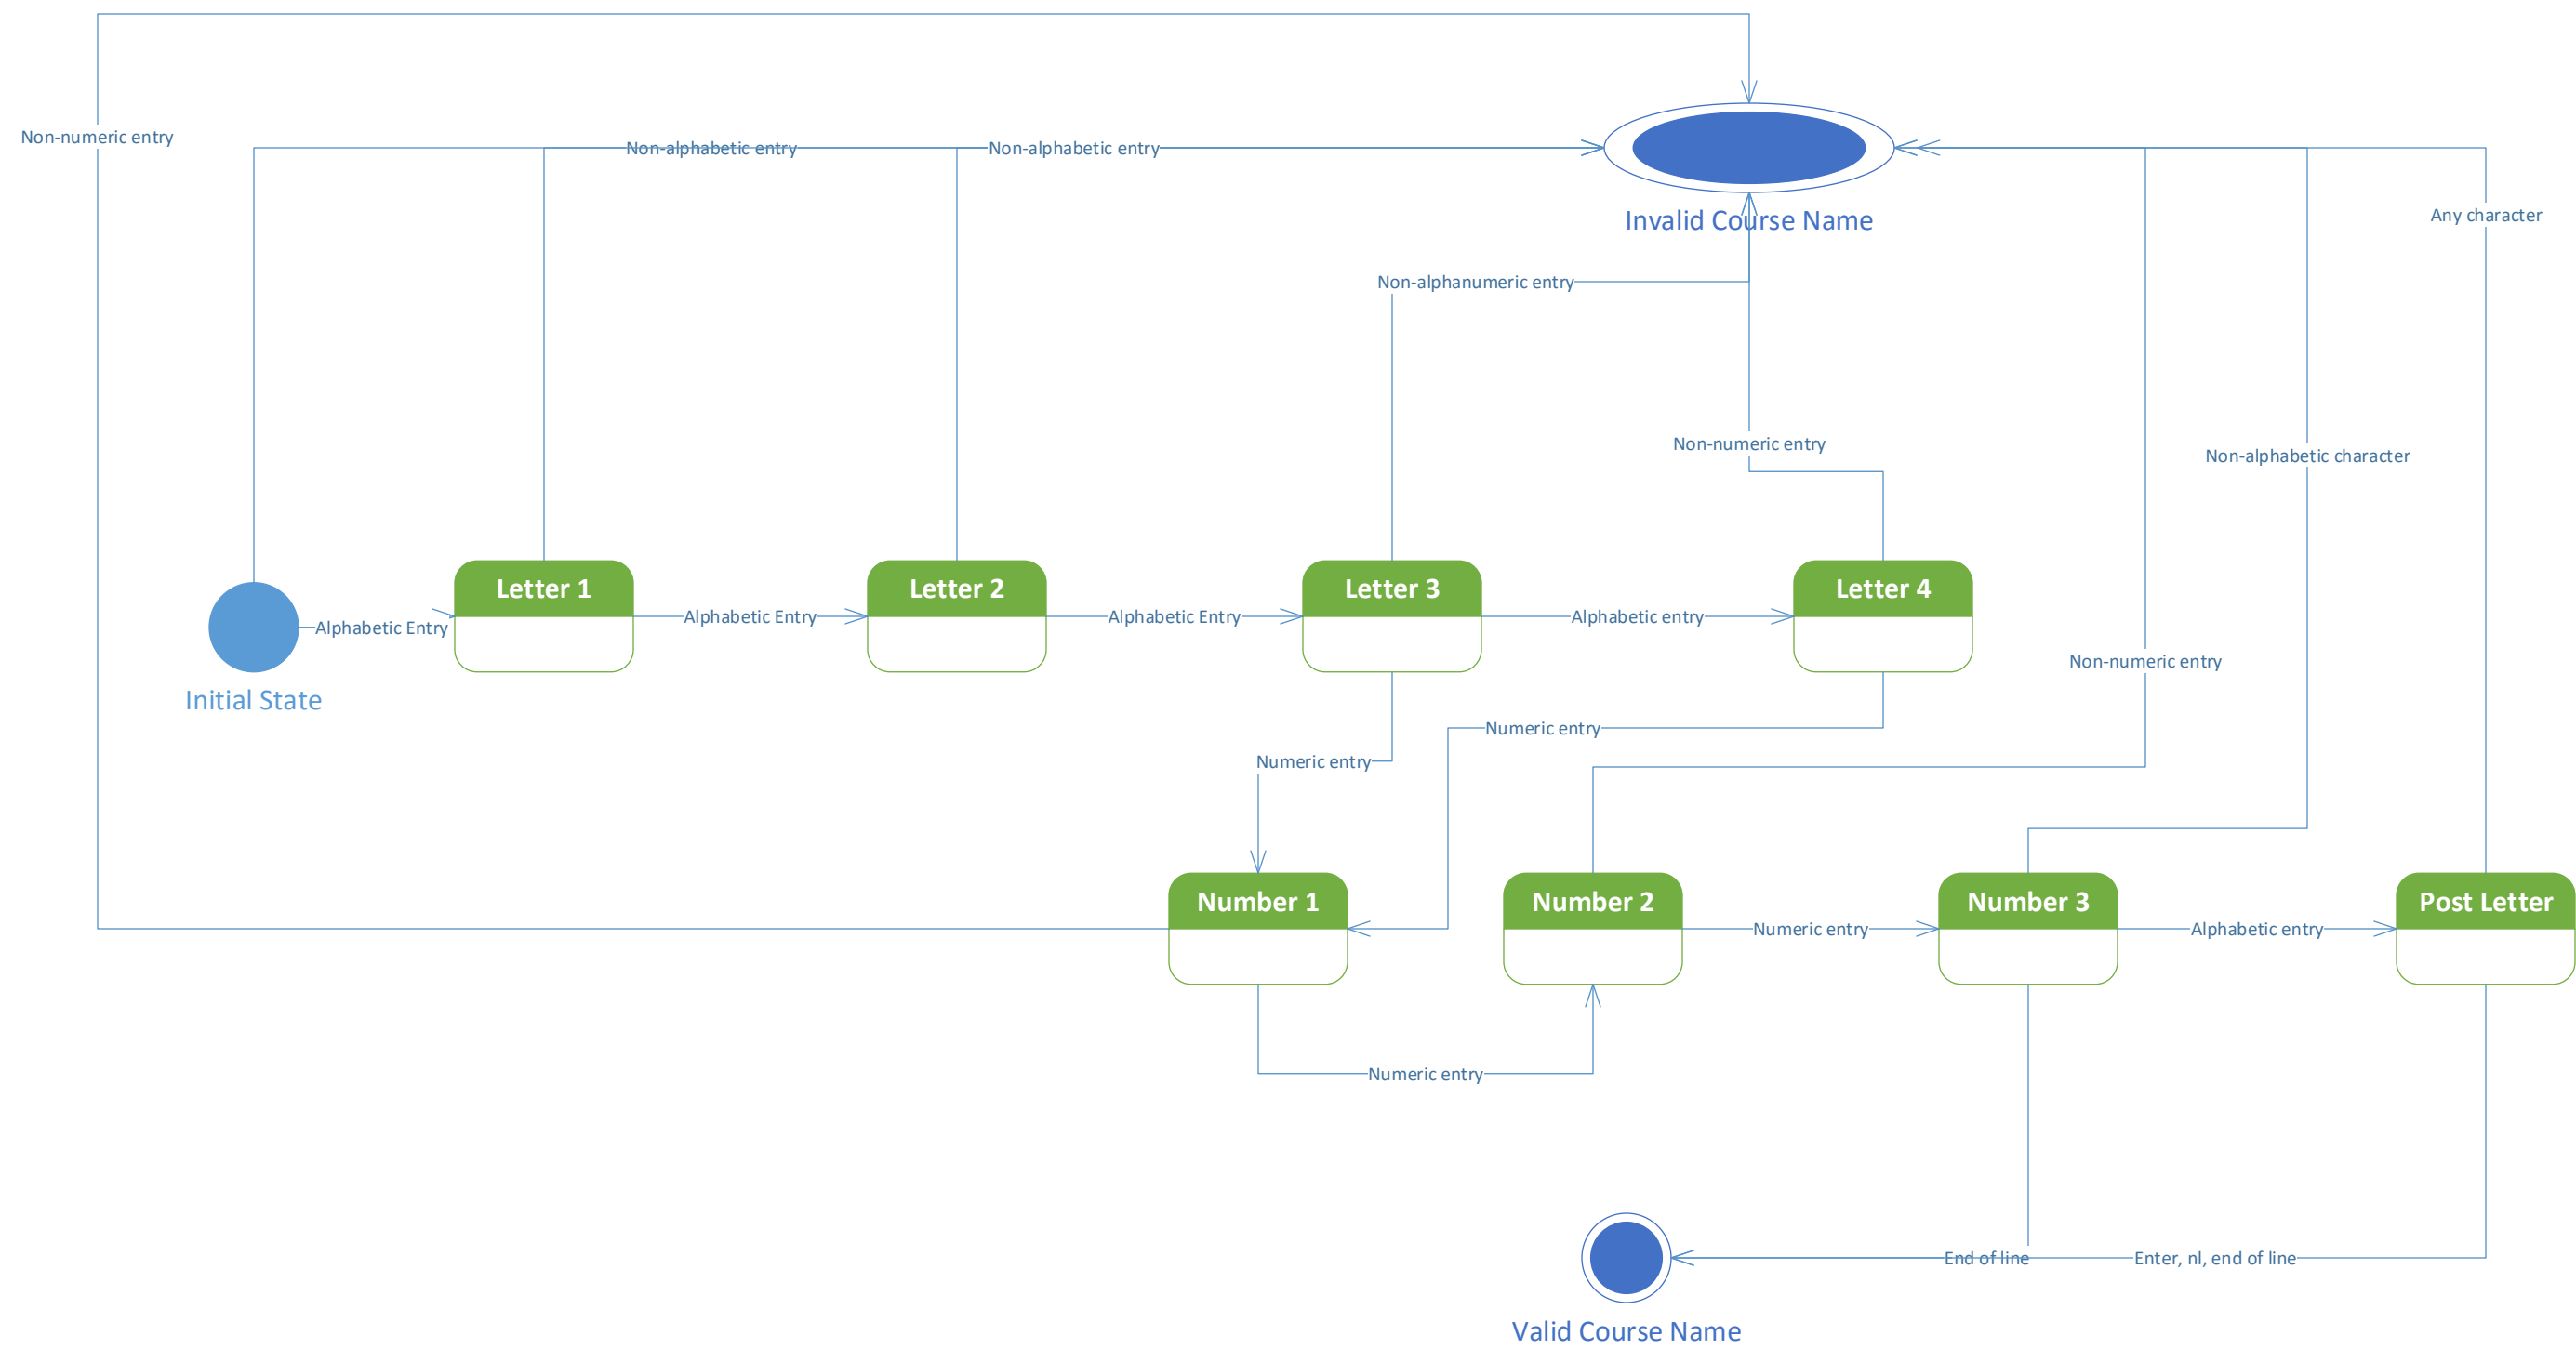 Non-numeric entry
Non-alphabetic entry
Non-alphabetic entry
Invalid Course Name
Any character
Non-alphanumeric entry
Non-numeric entry
Non-alphabetic character
Letter 1
Letter 2
Letter 3
Letter 4
Alphabetic Entry
Alphabetic Entry
Alphabetic Entry
Alphabetic entry
Initial State
Non-numeric entry
Numeric entry
Numeric entry
Number 1
Number 2
Number 3
Post Letter
Numeric entry
Alphabetic entry
Numeric entry
End of line
Enter, nl, end of line
Valid Course Name